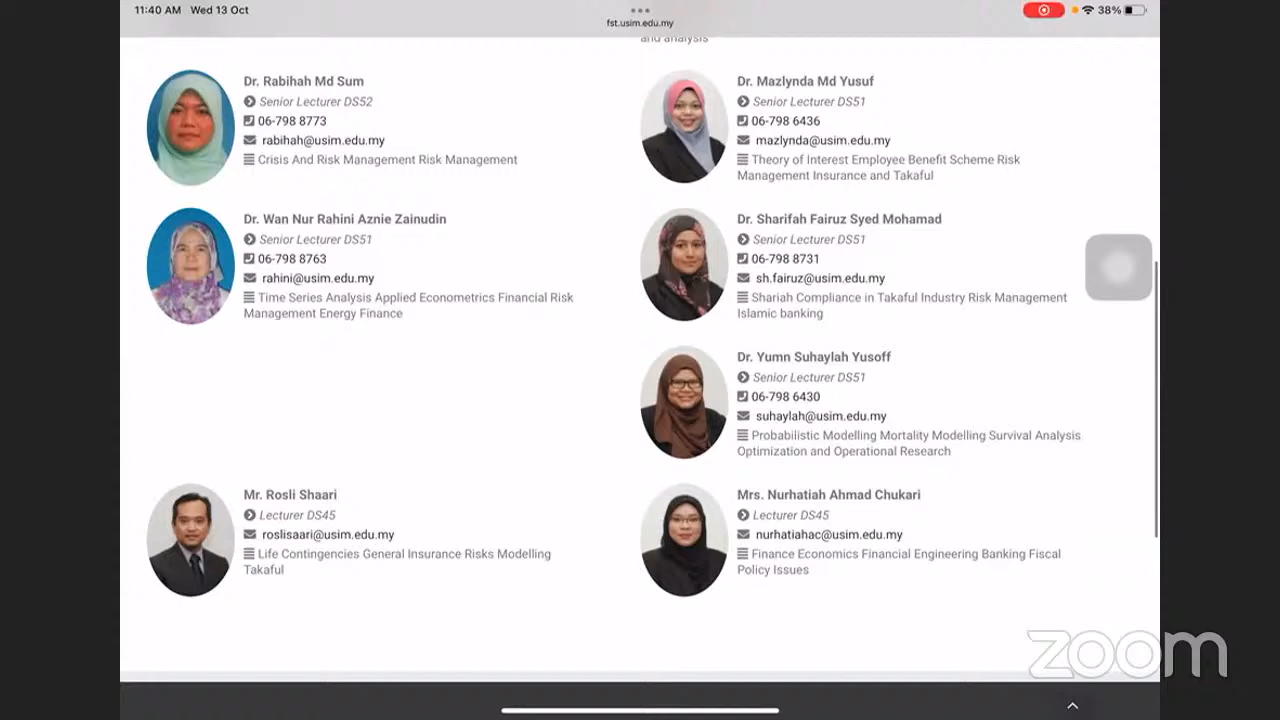 11:40 AM Wed 13 Oct
fst.usim.edu.my
38%
and analysis
Dr. Rabihah Md Sum
Senior Lecturer DS52
06-798 8773
rabihah@usim.edu.my
Crisis And Risk Management Risk Management
Dr. Mazlynda Md Yusuf
Senior Lecturer DS51
06-798 6436
mazlynda@usim.edu.my
Theory of Interest Employee Benefit Scheme Risk
Management Insurance and Takaful
Dr. Wan Nur Rahini Aznie Zainudin
Senior Lecturer DS51
06-798 8763
rahini@usim.edu.my
Time Series Analysis Applied Econometrics Financial Risk
Management Energy Finance
Dr. Sharifah Fairuz Syed Mohamad
Senior Lecturer DS51
06-798 8731
sh.fairuz@usim.edu.my
Shariah Compliance in Takaful Industry Risk Management
Islamic banking
Dr. Yumn Suhaylah Yusoff
Senior Lecturer DS51
06-798 6430
suhaylah@usim.edu.my
Probabilistic Modelling Mortality Modelling Survival Analysis
Optimization and Operational Research
Mr. Rosli Shaari
Lecturer DS45
roslisaari@usim.edu.my
Life Contingencies General Insurance Risks Modelling
Takaful
Mrs. Nurhatiah Ahmad Chukari
Lecturer DS45
nurhatiahac@usim.edu.my
Finance Economics Financial Engineering Banking Fiscal
Policy Issues
zoom